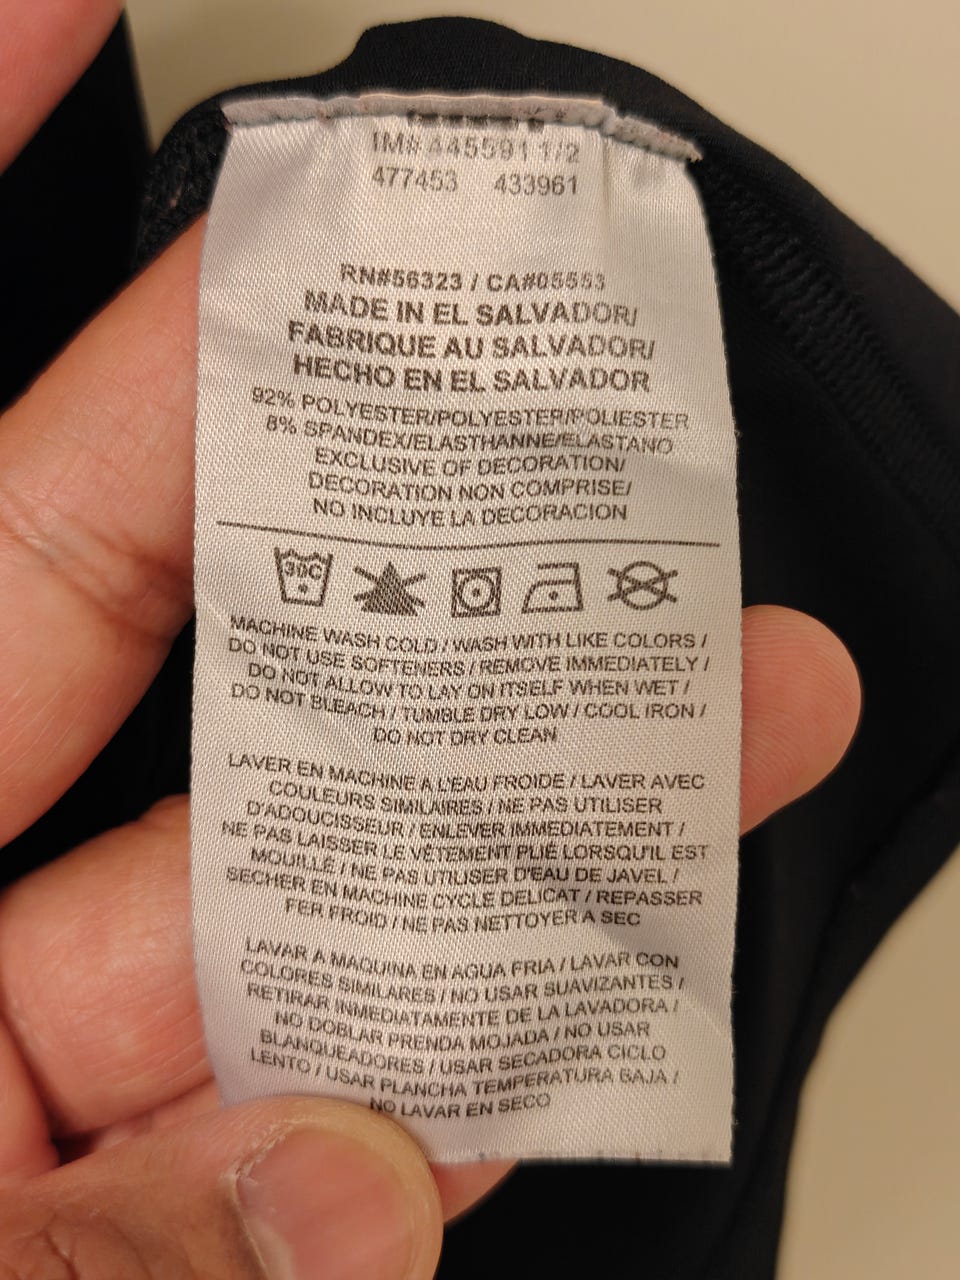 IM# 445591 1/2
477453 433961
RN#56323 / CA#05553
MADE IN EL SALVADOR/
FABRIQUE AU SALVADOR/
HECHO EN EL SALVADOR
92% POLYESTER/POLYESTER/POLIESTER
8% SPANDEX/ELASTHANNE/ELASTANO
EXCLUSIVE OF DECORATION/
DECORATION NON COMPRISE/
NO INCLUYE LA DECORACION
30C
MACHINE WASH COLD / WASH WITH LIKE COLORS /
DO NOT USE SOFTENERS / REMOVE IMMEDIATELY /
DO NOT ALLOW TO LAY ON ITSELF WHEN WET /
DO NOT BLEACH / TUMBLE DRY LOW / COOL IRON /
DO NOT DRY CLEAN
LAVER EN MACHINE A L'EAU FROIDE / LAVER AVEC
COULEURS SIMILAIRES / NE PAS UTILISER
D'ADOUCISSEUR / ENLEVER IMMEDIATEMENT /
NE PAS LAISSER LE VÊTEMENT PLIÉ LORSQU'IL EST
MOUILLÉ / NE PAS UTILISER D'EAU DE JAVEL /
SECHER EN MACHINE CYCLE DELICAT / REPASSER
FER FROID / NE PAS NETTOYER A SEC
LAVAR A MAQUINA EN AGUA FRIA / LAVAR CON
COLORES SIMILARES / NO USAR SUAVIZANTES /
RETIRAR INMEDIATAMENTE DE LA LAVADORA /
NO DOBLAR PRENDA MOJADA / NO USAR
BLANQUEADORES / USAR SECADORA CICLO
LENTO / USAR PLANCHA TEMPERATURA BAJA /
NO LAVAR EN SECO